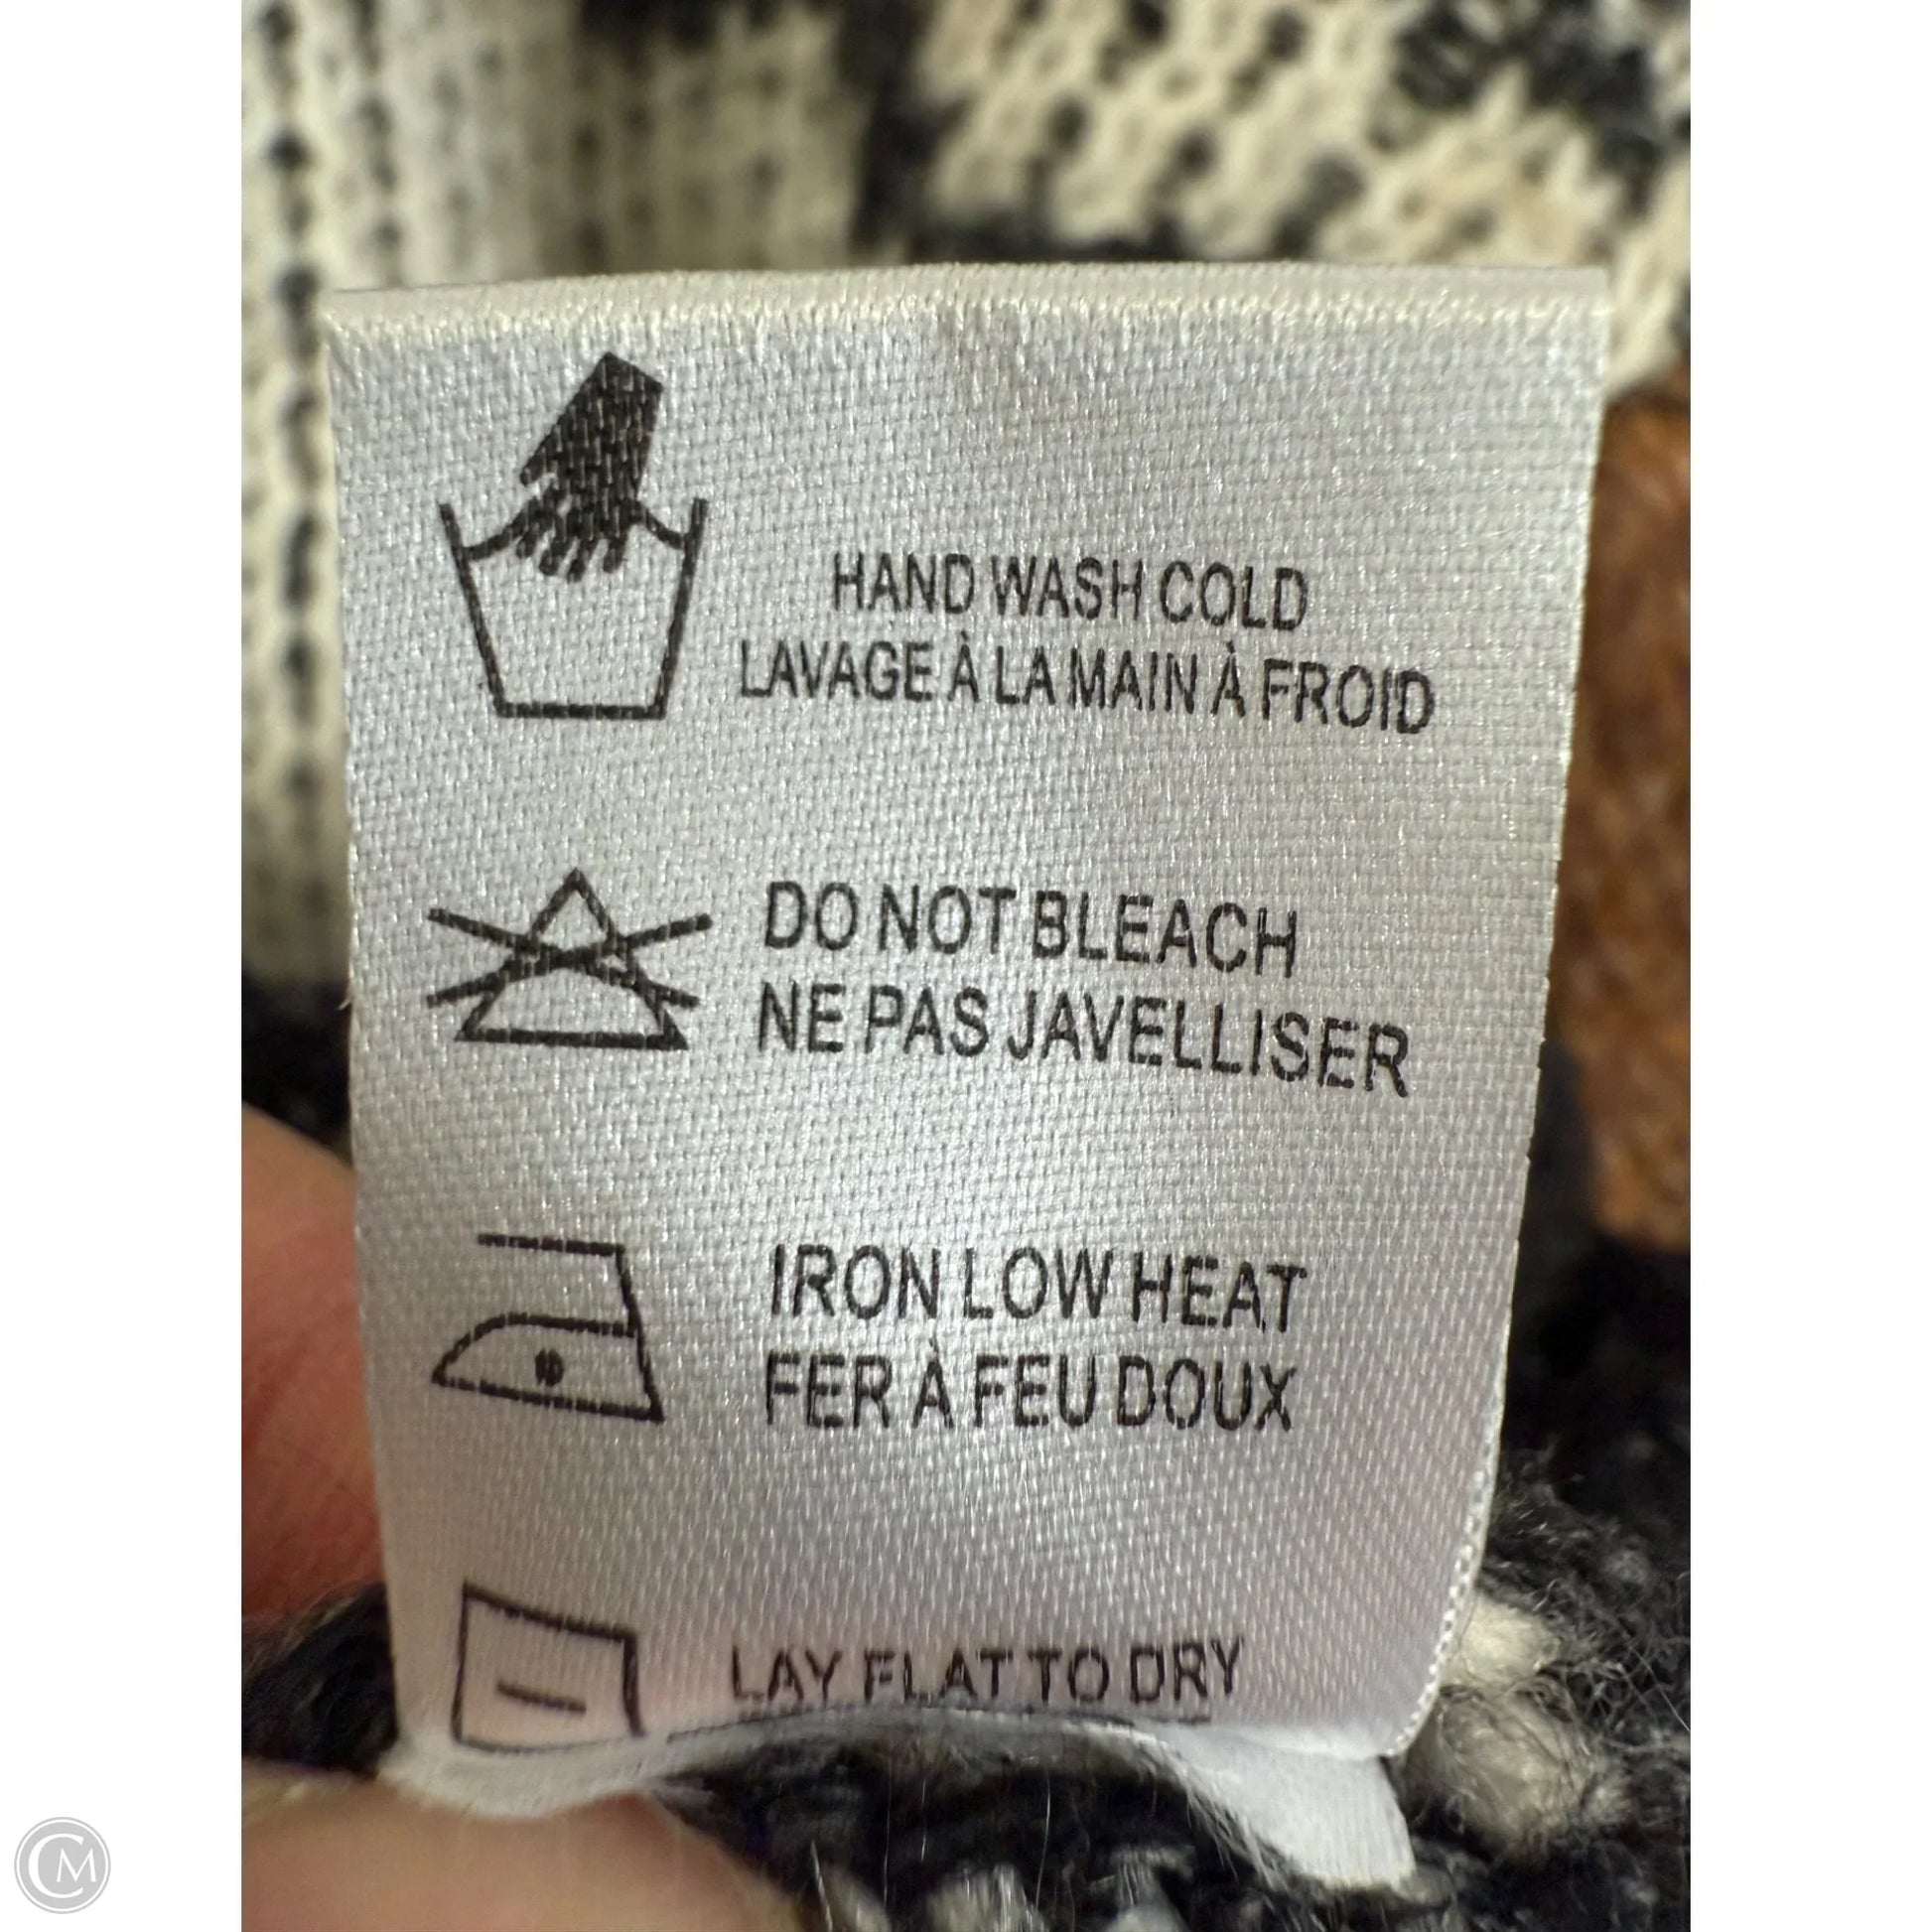 HAND WASH COLD
LAVAGE À LA MAIN À FROID
DO NOT BLEACH
NE PAS JAVELLISER
IRON LOW HEAT
FER À FEU DOUX
LAY FLAT TO DRY
CM